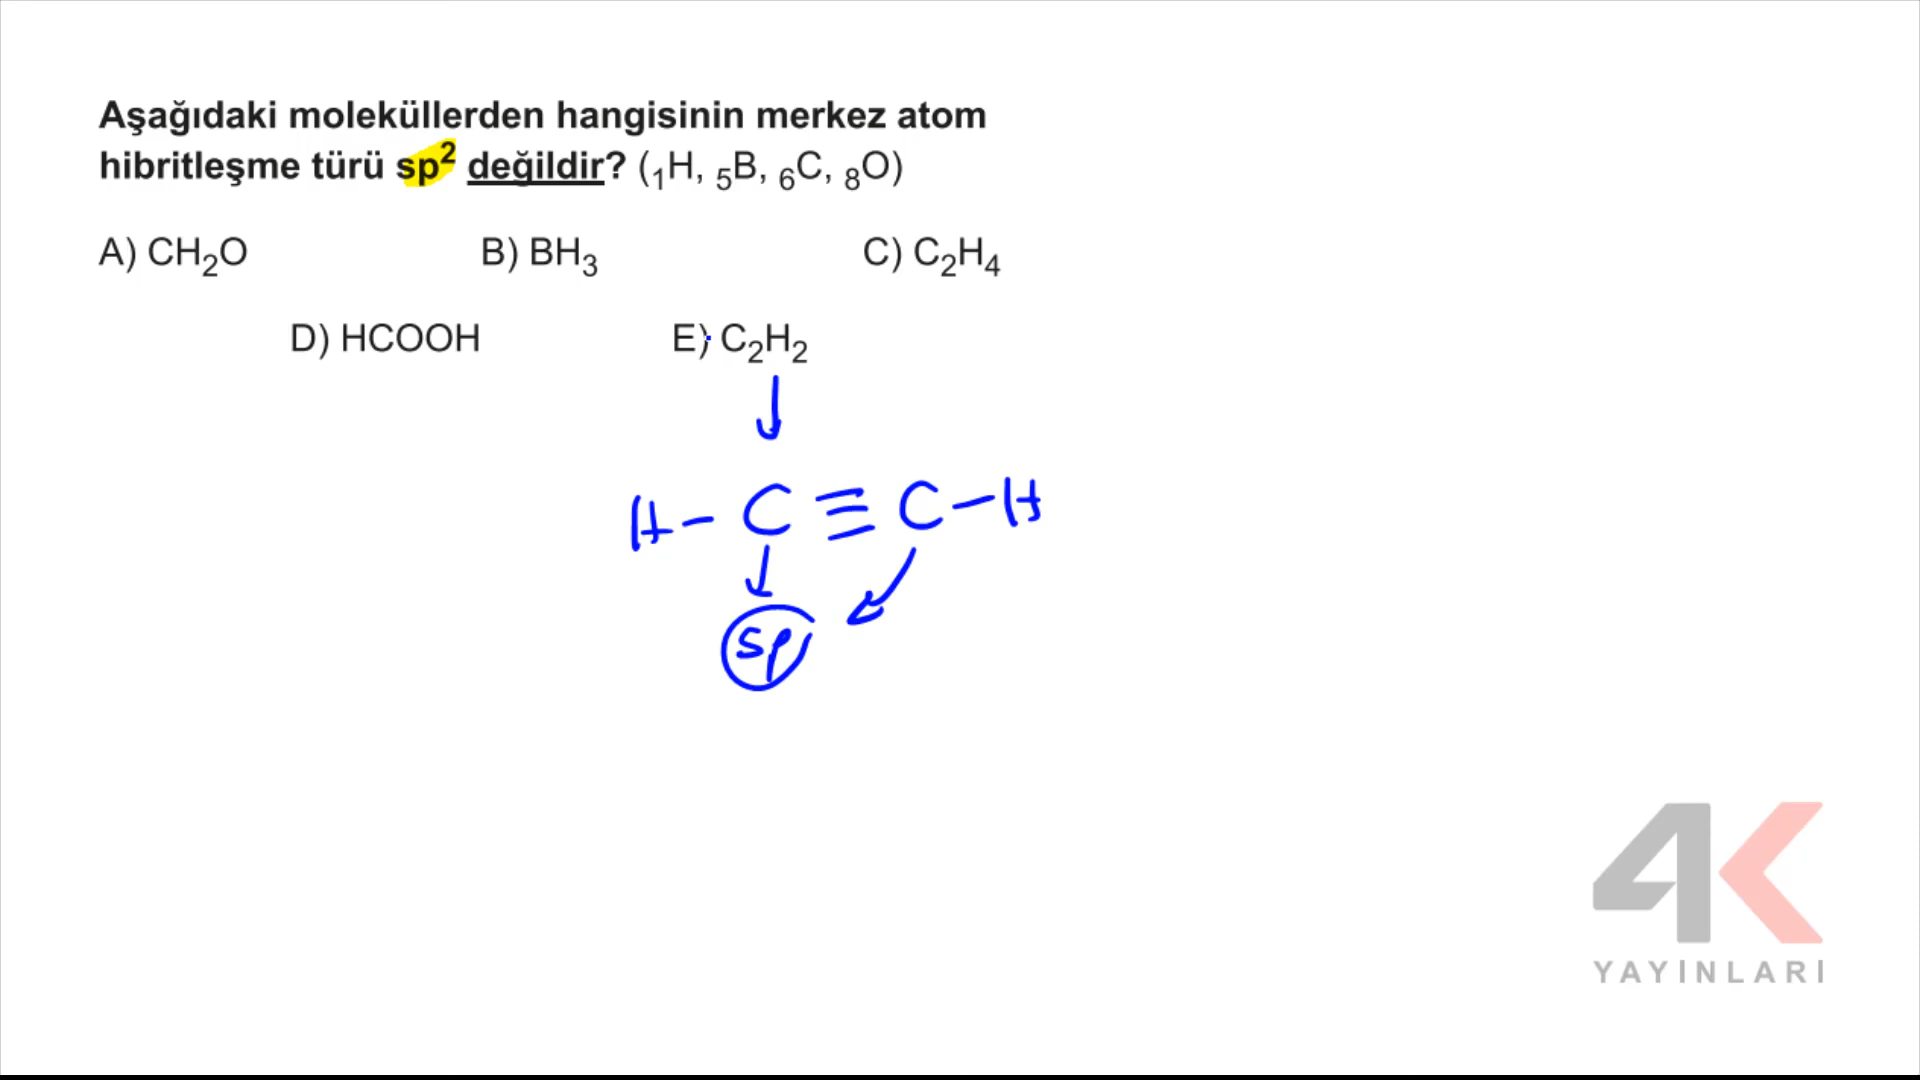 Aşağıdaki moleküllerden hangisinin merkez atom
hibritleşme türü sp² değildir? (₁H, ₅B, ₆C, ₈O)
A) CH₂O B) BH₃ C) C₂H₄
D) HCOOH E) C₂H₂
H - C ≡ C - H
sp
4K
YAYINLARI